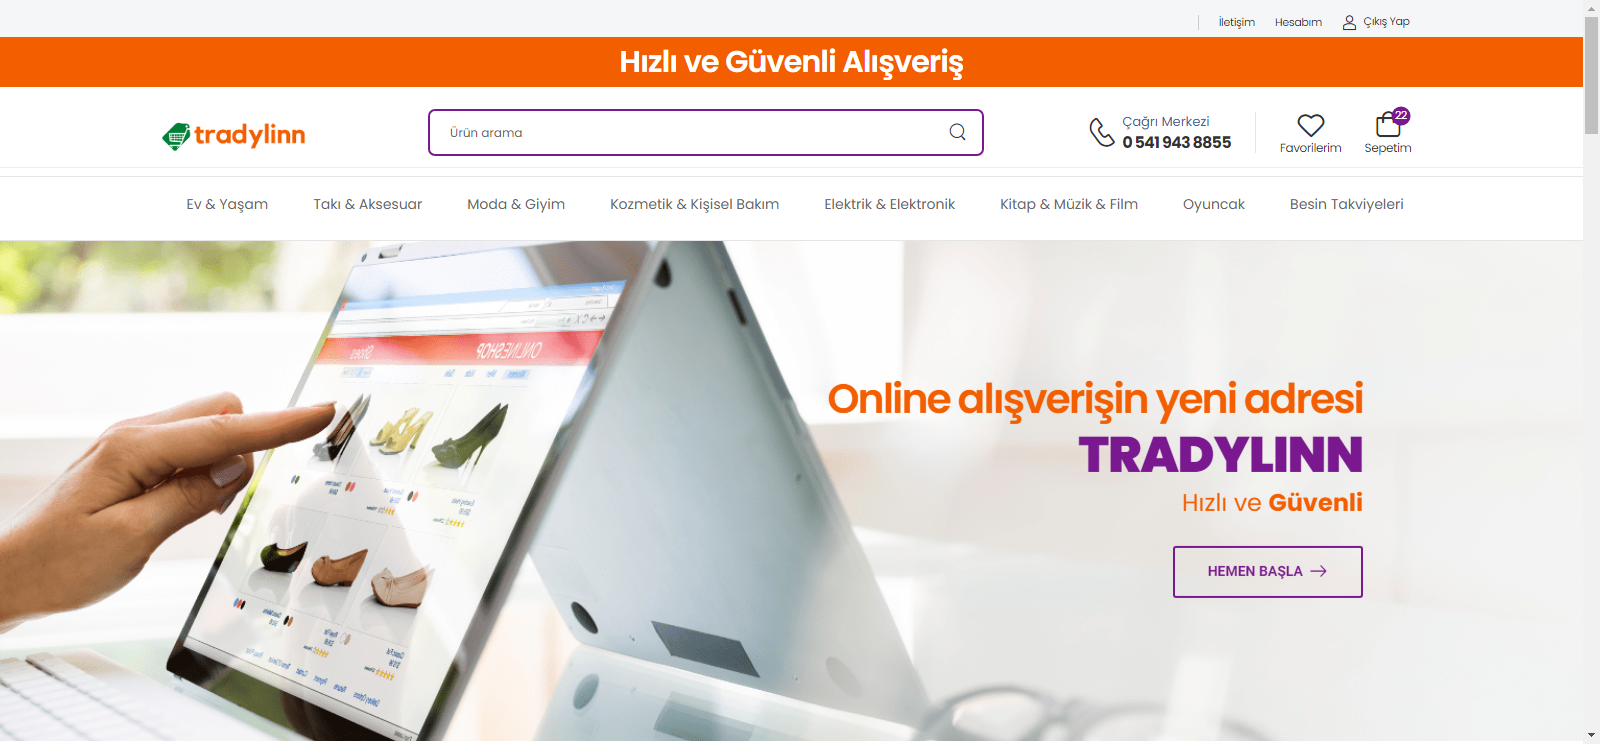 İletişim
Hesabım
Çıkış Yap
Hızlı ve Güvenli Alışveriş
tradylinn
Ürün arama
Çağrı Merkezi
0 541 943 8855
Favorilerim
22
Sepetim
Ev & Yaşam
Takı & Aksesuar
Moda & Giyim
Kozmetik & Kişisel Bakım
Elektrik & Elektronik
Kitap & Müzik & Film
Oyuncak
Besin Takviyeleri
Shoes
ONLINESHOP
Online alışverişin yeni adresi
TRADYLINN
Hızlı ve Güvenli
HEMEN BAŞLA